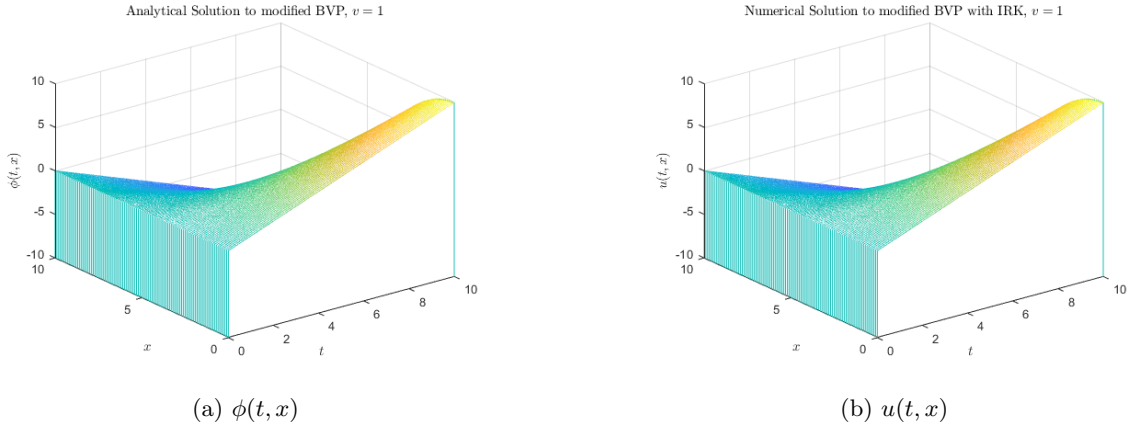 Analytical Solution to modified BVP, v = 1
10
5
0
-5
-10
ϕ(t, x)
10
5
0
x
0
2
4
6
8
10
t
(a) ϕ(t, x)
Numerical Solution to modified BVP with IRK, v = 1
10
5
0
-5
-10
u(t, x)
10
5
0
x
0
2
4
6
8
10
t
(b) u(t, x)